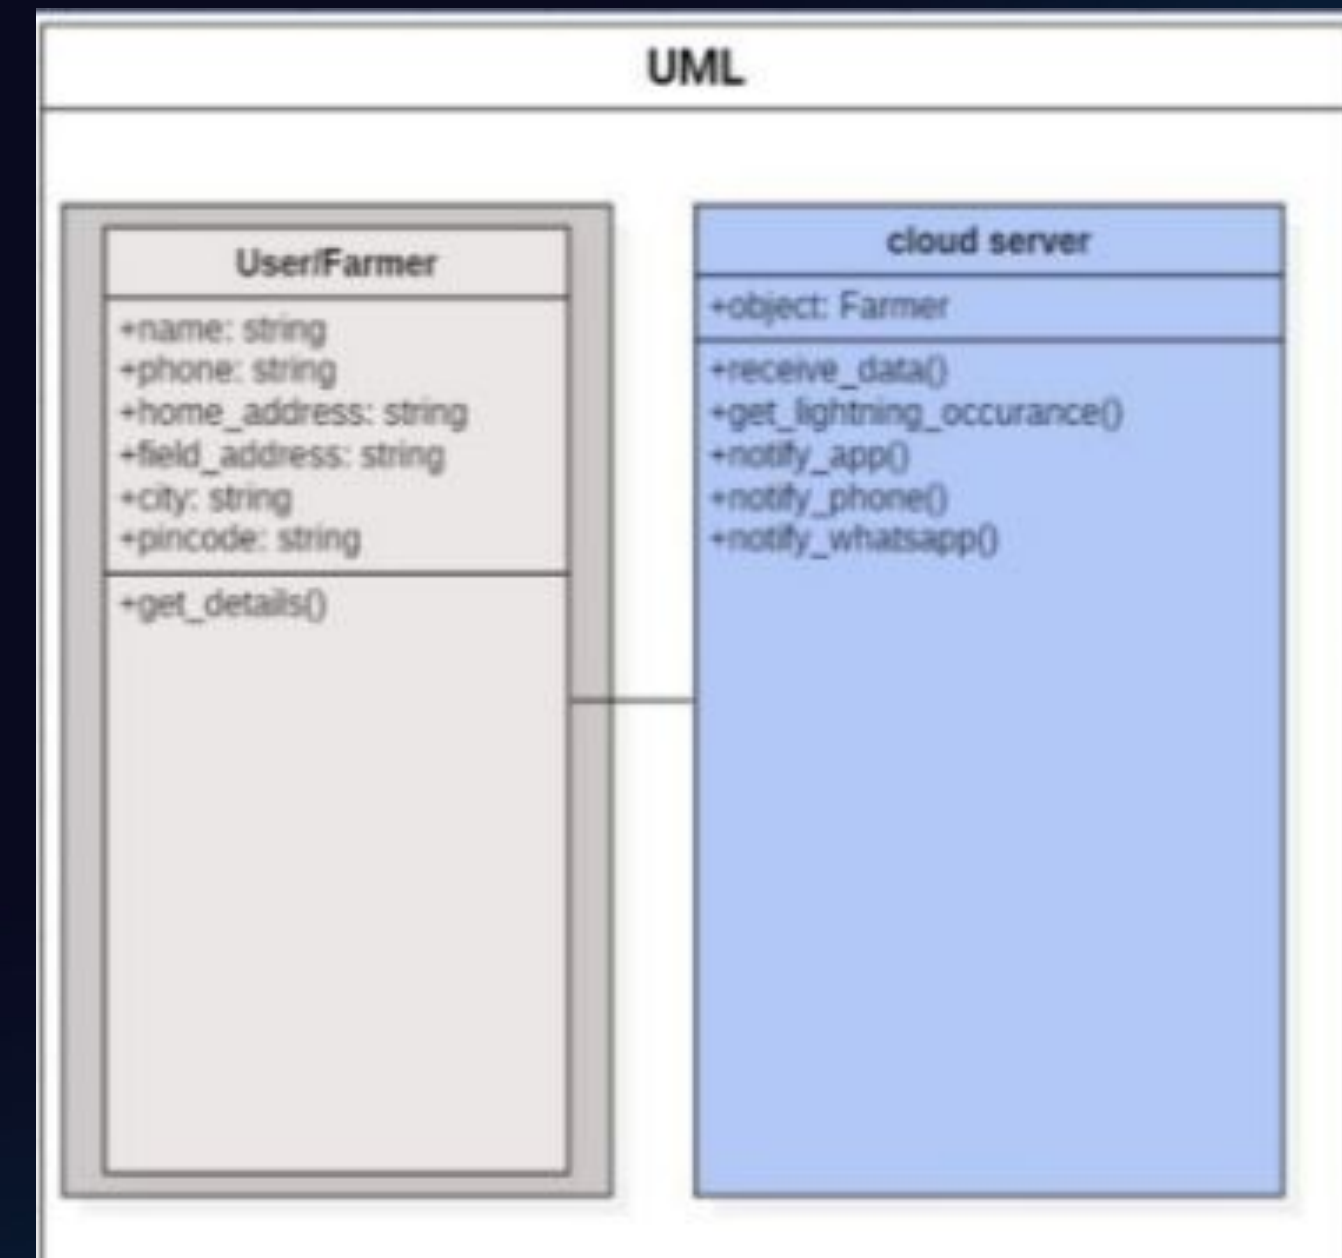 UML
User/Farmer
+name: string
+phone: string
+home_address: string
+field_address: string
+city: string
+pincode: string
+get_details()
cloud server
+object: Farmer
+receive_data()
+get_lightning_occurance()
+notify_app()
+notify_phone()
+notify_whatsapp()